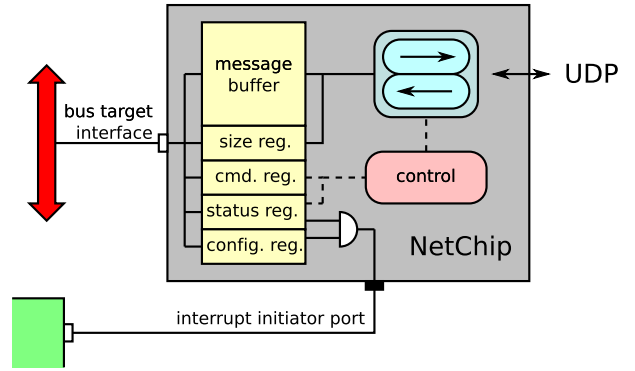 message
buffer
UDP
bus target
interface
size reg.
cmd. reg.
control
status reg.
config. reg.
NetChip
interrupt initiator port